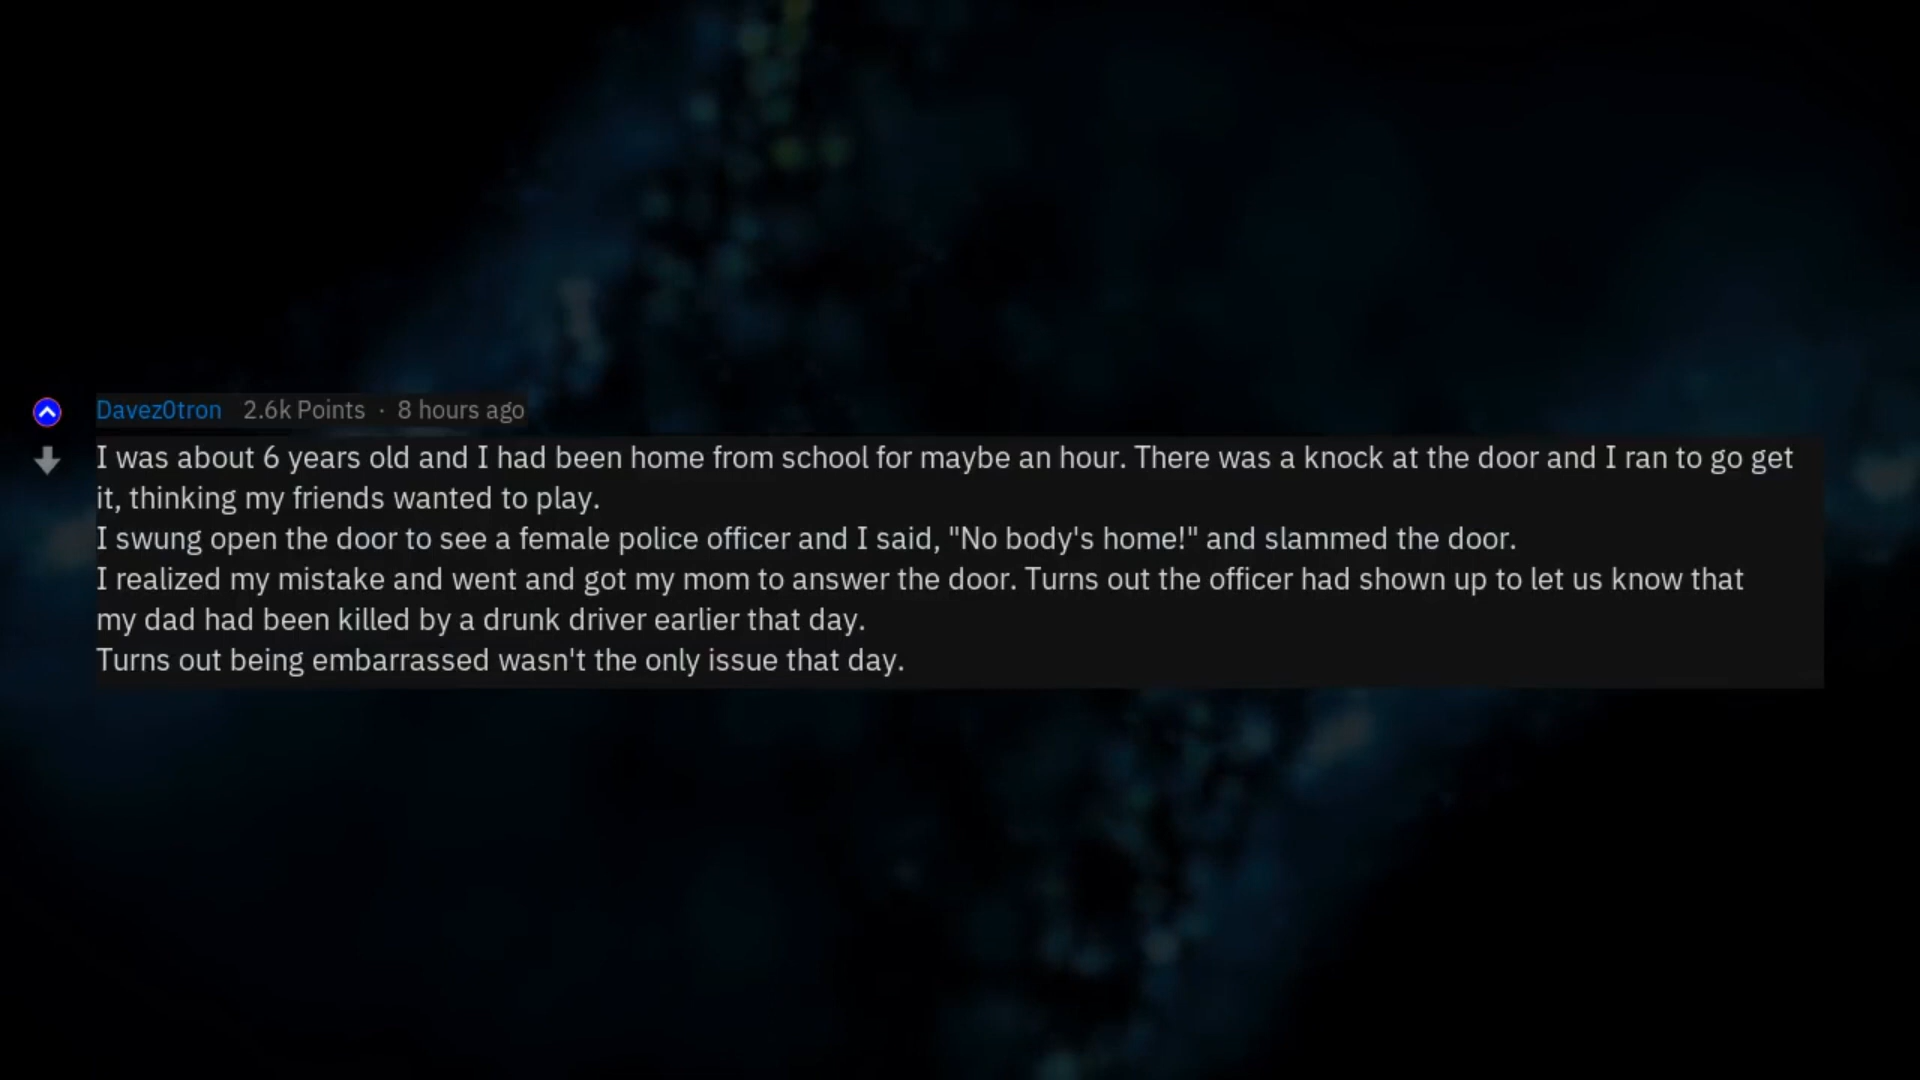 Davez0tron 2.6k Points · 8 hours ago
I was about 6 years old and I had been home from school for maybe an hour. There was a knock at the door and I ran to go get
it, thinking my friends wanted to play.
I swung open the door to see a female police officer and I said, "No body's home!" and slammed the door.
I realized my mistake and went and got my mom to answer the door. Turns out the officer had shown up to let us know that
my dad had been killed by a drunk driver earlier that day.
Turns out being embarrassed wasn't the only issue that day.